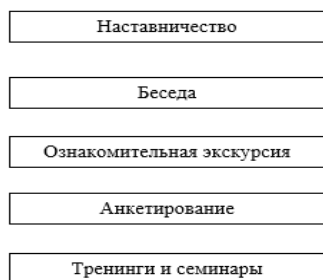 Наставничество
Беседа
Ознакомительная экскурсия
Анкетирование
Тренинги и семинары